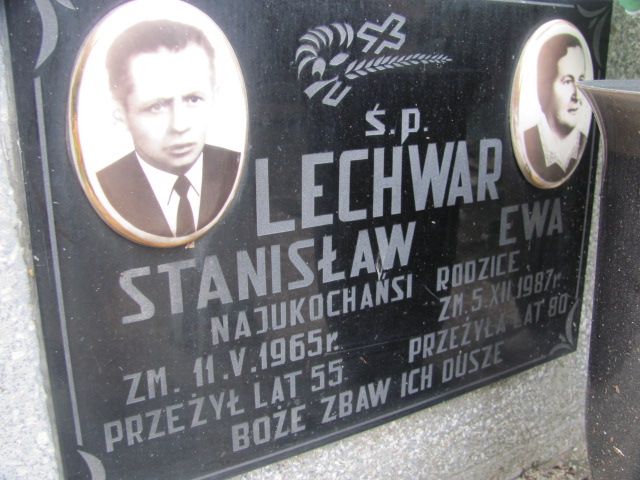 ś.p.
LECHWAR
STANISŁAW EWA
NAJUKOCHAŃSI RODZICE
ZM. 11.V.1965r. ZM. 5.XII.1987r.
PRZEŻYŁ LAT 55 PRZEŻYŁA LAT 80
BOŻE ZBAW ICH DUSZE